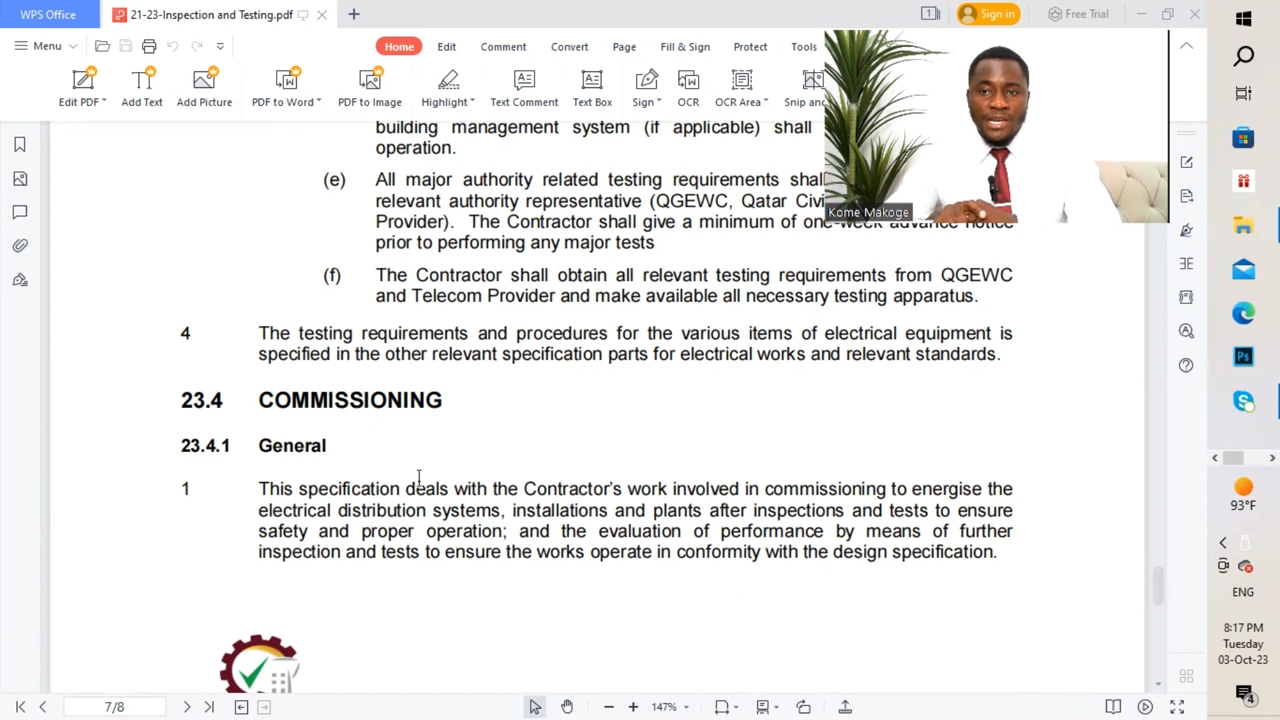 WPS Office
21-23-Inspection and Testing.pdf
1
Sign in
Free Trial
Menu
Home
Edit
Comment
Convert
Page
Fill & Sign
Protect
Tools
Edit PDF
Add Text
Add Picture
PDF to Word
PDF to Image
Highlight
Text Comment
Text Box
Sign
OCR
OCR Area
Snip and
building management system (if applicable) shall
operation.
(e) All major authority related testing requirements shal
relevant authority representative (QGEWC, Qatar Civi
Provider). The Contractor shall give a minimum of one-week advance notice
prior to performing any major tests
Kome Makoge
(f) The Contractor shall obtain all relevant testing requirements from QGEWC
and Telecom Provider and make available all necessary testing apparatus.
4 The testing requirements and procedures for the various items of electrical equipment is
specified in the other relevant specification parts for electrical works and relevant standards.
23.4 COMMISSIONING
23.4.1 General
1 This specification deals with the Contractor's work involved in commissioning to energise the
electrical distribution systems, installations and plants after inspections and tests to ensure
safety and proper operation; and the evaluation of performance by means of further
inspection and tests to ensure the works operate in conformity with the design specification.
7/8
147%
Ps
93°F
ENG
8:17 PM
Tuesday
03-Oct-23
4